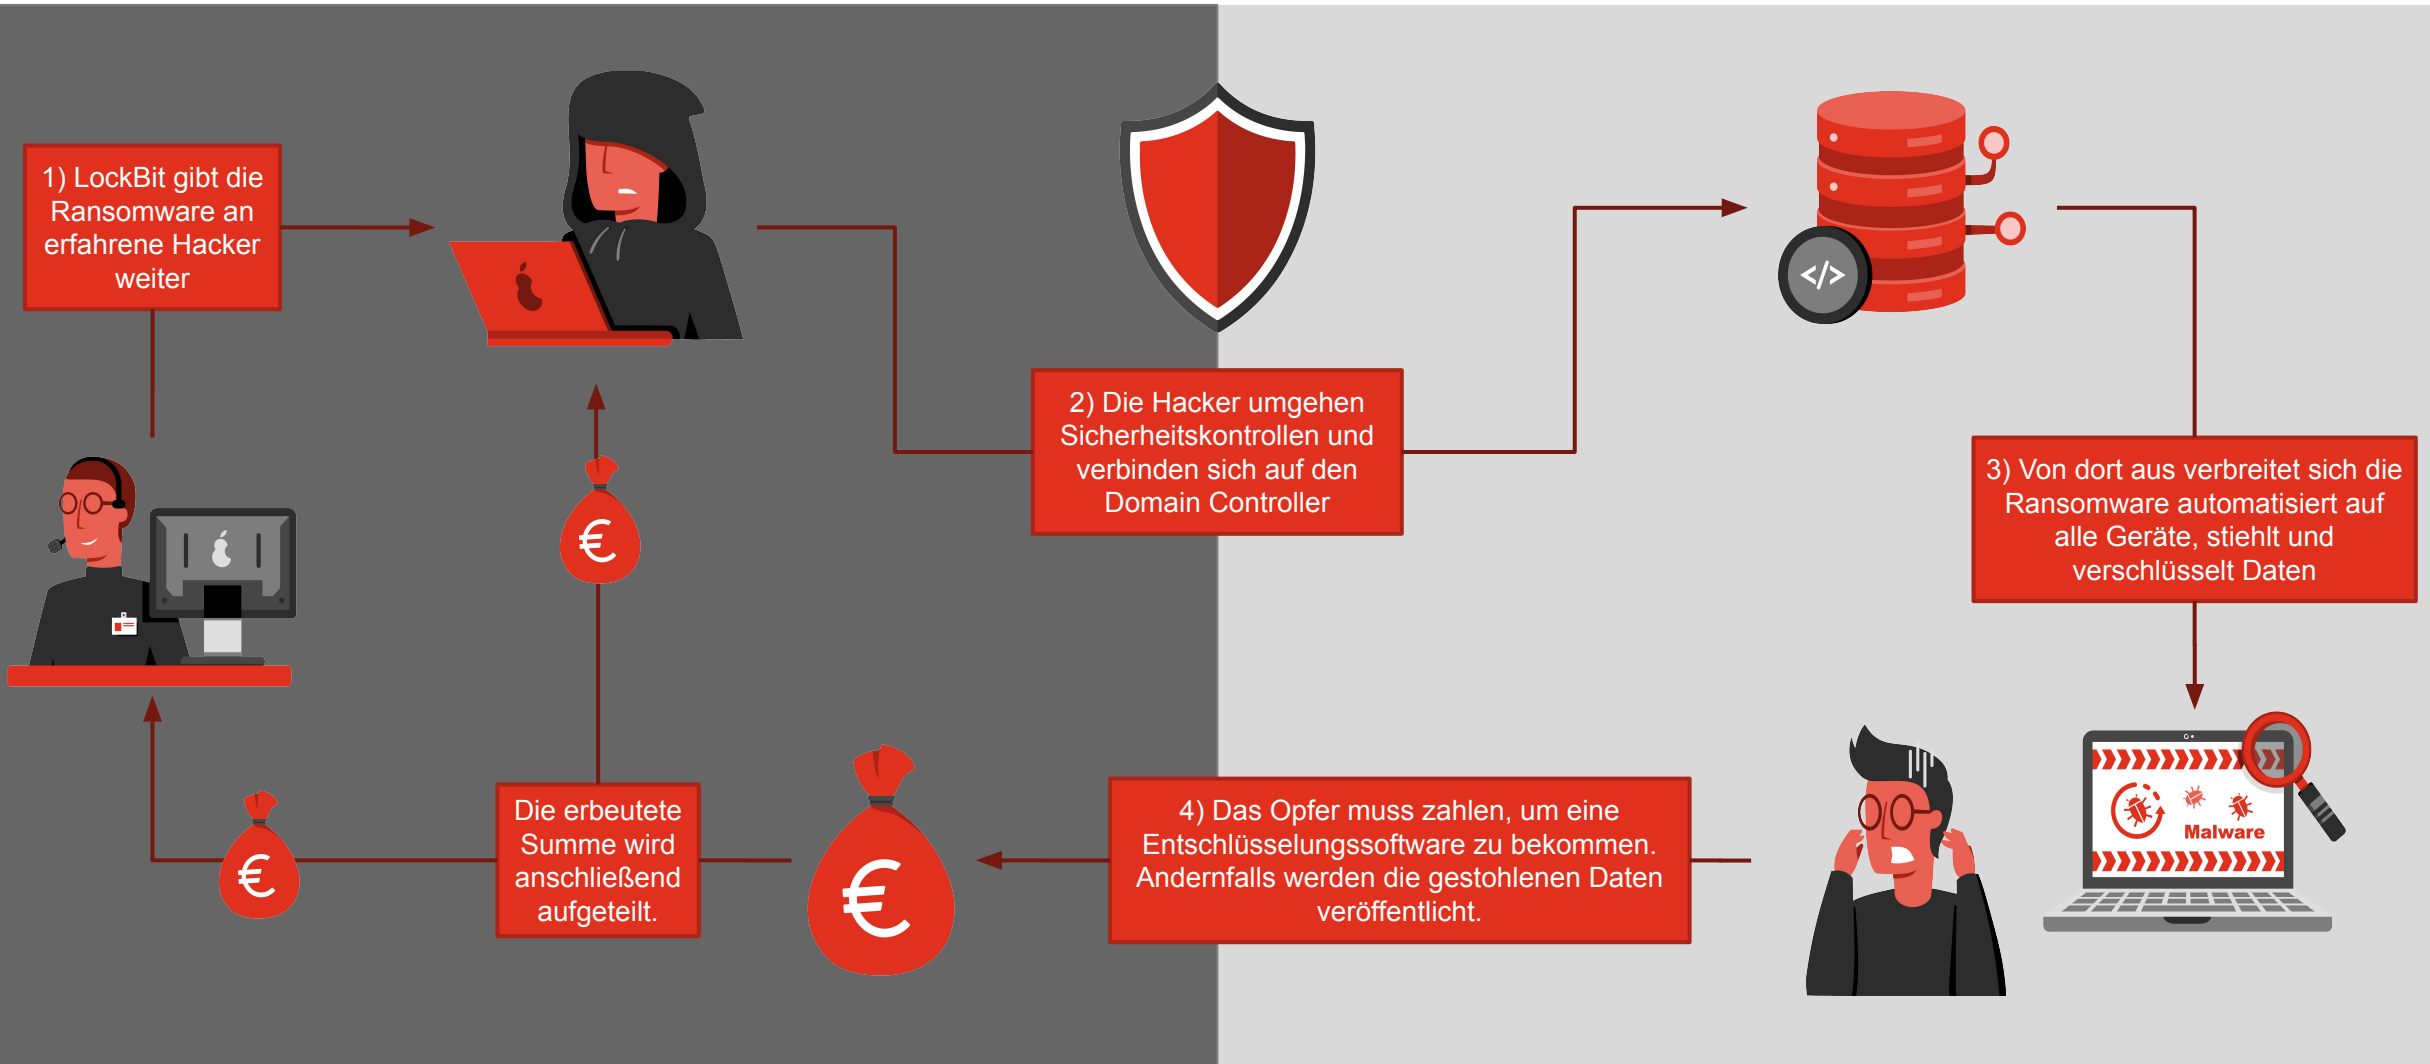 1) LockBit gibt die
Ransomware an
erfahrene Hacker
weiter
</>
2) Die Hacker umgehen
Sicherheitskontrollen und
verbinden sich auf den
Domain Controller
3) Von dort aus verbreitet sich die
Ransomware automatisiert auf
alle Geräte, stiehlt und
verschlüsselt Daten
€
Malware
4) Das Opfer muss zahlen, um eine
Entschlüsselungssoftware zu bekommen.
Andernfalls werden die gestohlenen Daten
veröffentlicht.
€
Die erbeutete
Summe wird
anschließend
aufgeteilt.
€